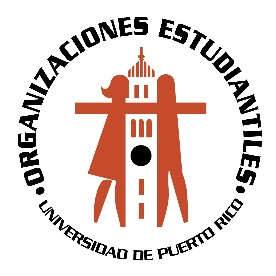 •ORGANIZACIONES ESTUDIANTILES•
UNIVERSIDAD DE PUERTO RICO